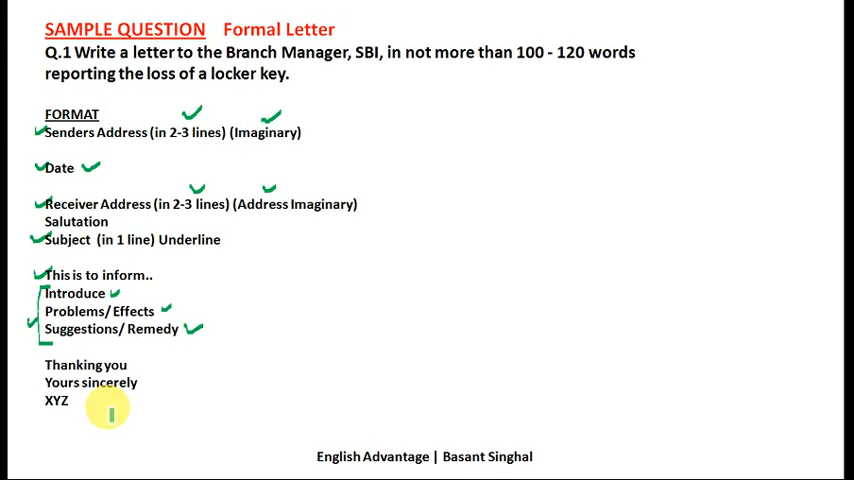 SAMPLE QUESTION Formal Letter
Q.1 Write a letter to the Branch Manager, SBI, in not more than 100 - 120 words
reporting the loss of a locker key.
FORMAT
Senders Address (in 2-3 lines) (Imaginary)
Date
Receiver Address (in 2-3 lines) (Address Imaginary)
Salutation
Subject (in 1 line) Underline
This is to inform..
Introduce
Problems/ Effects
Suggestions/ Remedy
Thanking you
Yours sincerely
XYZ
English Advantage | Basant Singhal